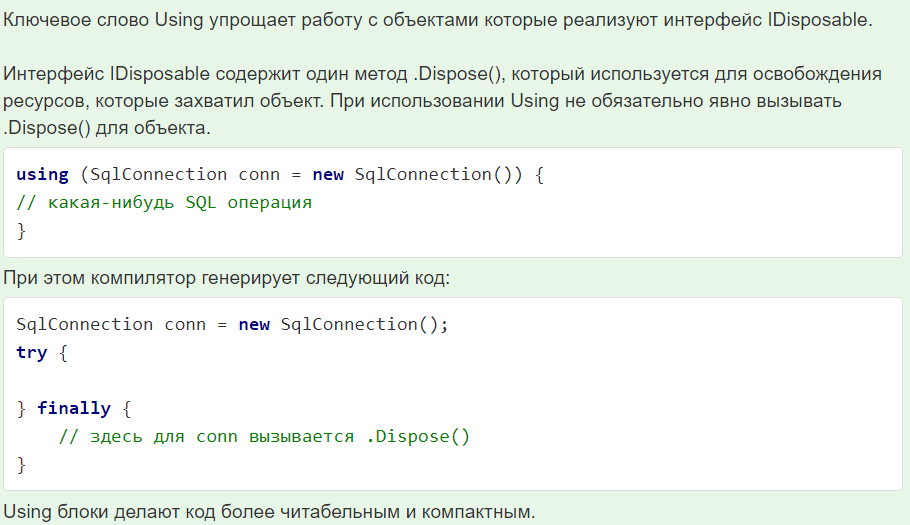 Ключевое слово Using упрощает работу с объектами которые реализуют интерфейс IDisposable.
Интерфейс IDisposable содержит один метод .Dispose(), который используется для освобождения
ресурсов, которые захватил объект. При использовании Using не обязательно явно вызывать
.Dispose() для объекта.
using (SqlConnection conn = new SqlConnection()) {
// какая-нибудь SQL операция
}
При этом компилятор генерирует следующий код:
SqlConnection conn = new SqlConnection();
try {
} finally {
    // здесь для conn вызывается .Dispose()
}
Using блоки делают код более читабельным и компактным.